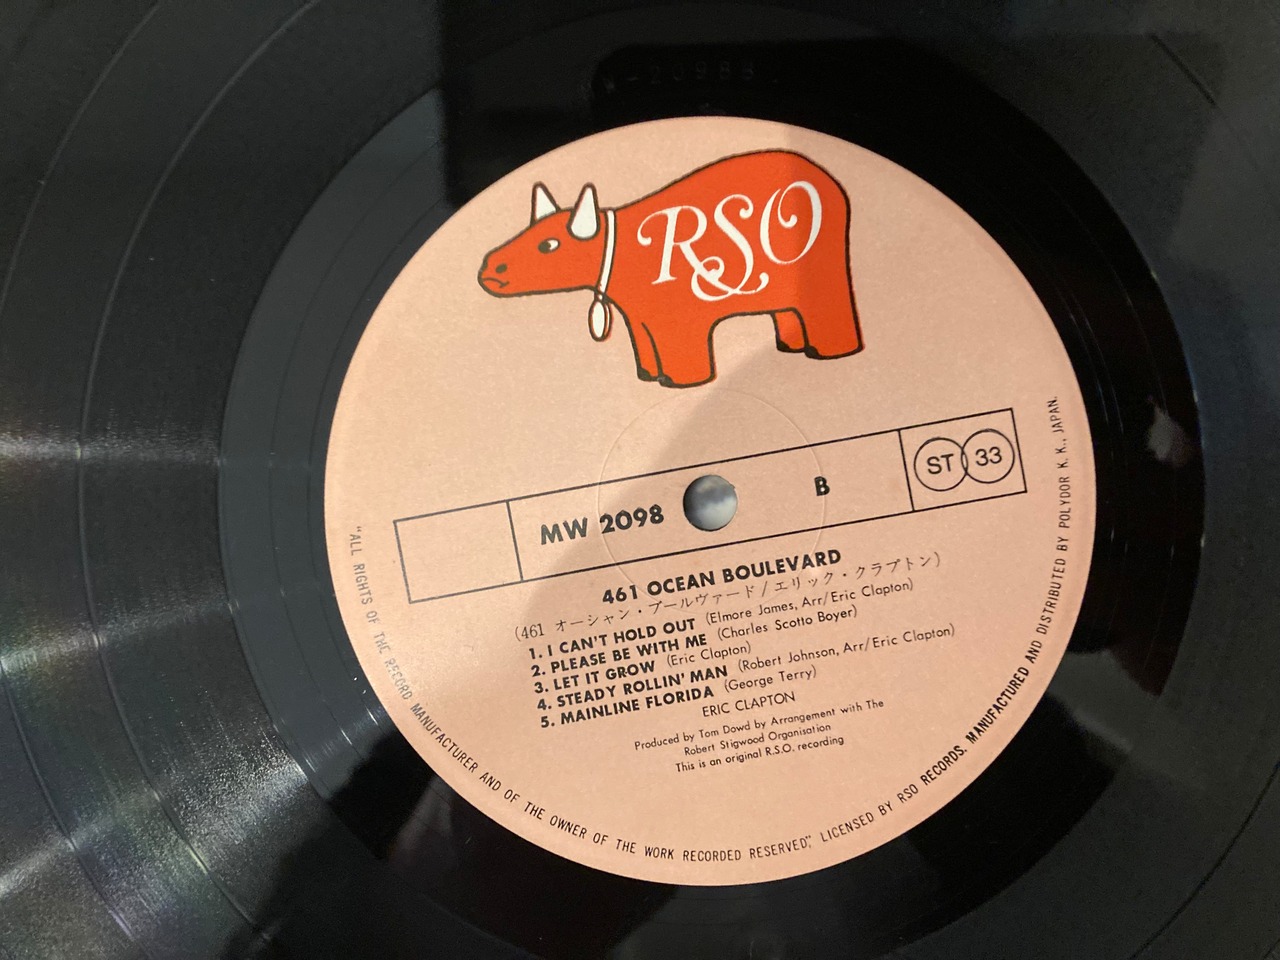 RSO
MW 2098
B
ST 33
461 OCEAN BOULEVARD
(461 オーシャン・ブールヴァード/エリック・クラプトン)
1. I CAN'T HOLD OUT (Elmore James, Arr/Eric Clapton)
2. PLEASE BE WITH ME (Charles Scotto Boyer)
3. LET IT GROW (Eric Clapton)
4. STEADY ROLLIN' MAN (Robert Johnson, Arr/Eric Clapton)
5. MAINLINE FLORIDA (George Terry)
ERIC CLAPTON
Produced by Tom Dowd by Arrangement with The
Robert Stigwood Organisation
This is an original R.S.O. recording
"ALL RIGHTS OF THE RECORD MANUFACTURER AND OF THE OWNER OF THE WORK RECORDED RESERVED", LICENSED BY RSO RECORDS. MANUFACTURED AND DISTRIBUTED BY POLYDOR K. K., JAPAN.